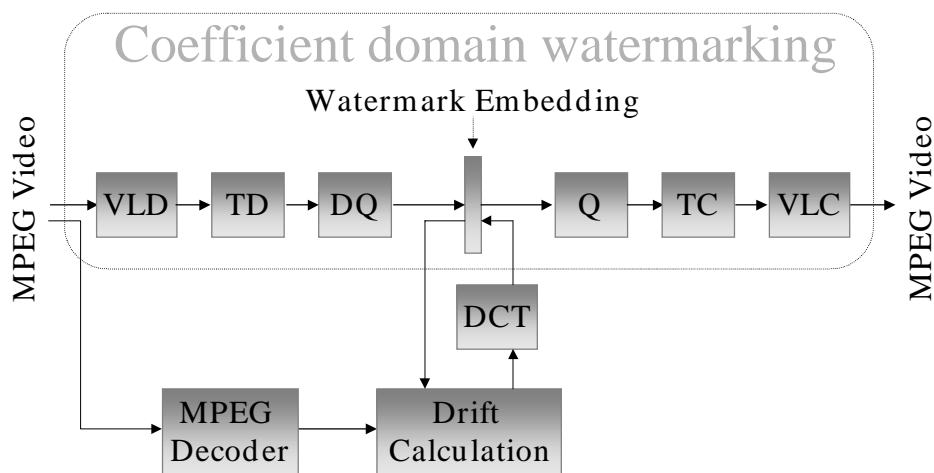 Coefficient domain watermarking
Watermark Embedding
MPEG Video
VLD
TD
DQ
Q
TC
VLC
MPEG Video
DCT
MPEG
Decoder
Drift
Calculation